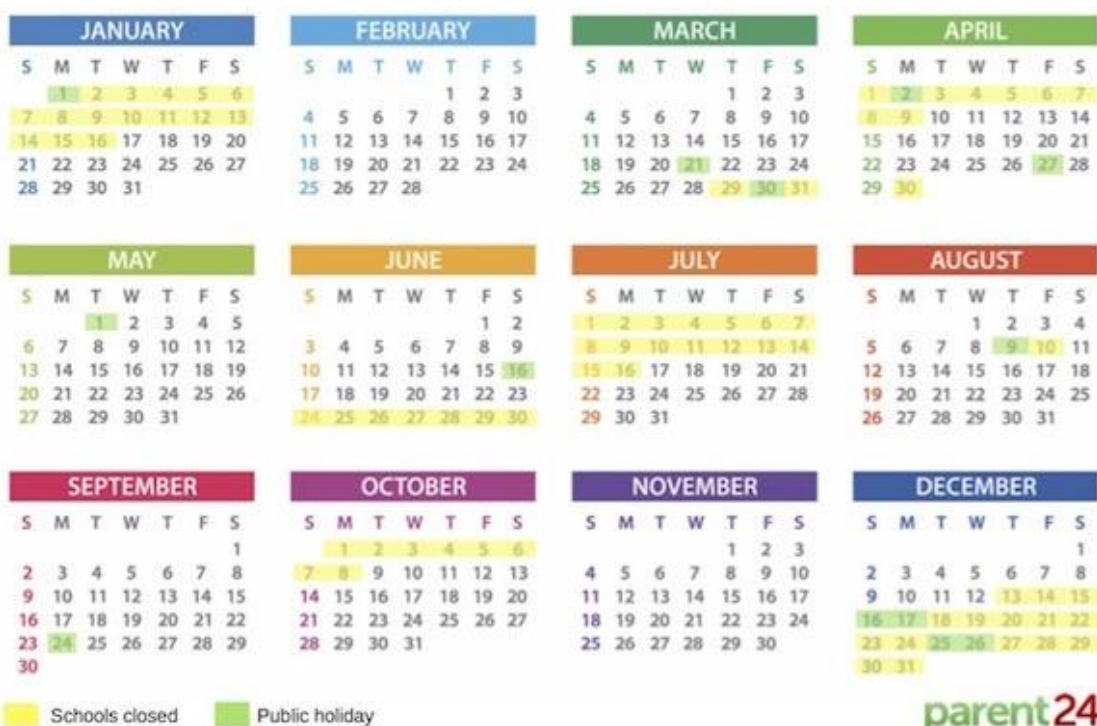 JANUARY
S M T W T F S
1 2 3 4 5 6
7 8 9 10 11 12 13
14 15 16 17 18 19 20
21 22 23 24 25 26 27
28 29 30 31
FEBRUARY
S M T W T F S
1 2 3
4 5 6 7 8 9 10
11 12 13 14 15 16 17
18 19 20 21 22 23 24
25 26 27 28
MARCH
S M T W T F S
1 2 3
4 5 6 7 8 9 10
11 12 13 14 15 16 17
18 19 20 21 22 23 24
25 26 27 28 29 30 31
APRIL
S M T W T F S
1 2 3 4 5 6 7
8 9 10 11 12 13 14
15 16 17 18 19 20 21
22 23 24 25 26 27 28
29 30
MAY
S M T W T F S
1 2 3 4 5
6 7 8 9 10 11 12
13 14 15 16 17 18 19
20 21 22 23 24 25 26
27 28 29 30 31
JUNE
S M T W T F S
1 2
3 4 5 6 7 8 9
10 11 12 13 14 15 16
17 18 19 20 21 22 23
24 25 26 27 28 29 30
JULY
S M T W T F S
1 2 3 4 5 6 7
8 9 10 11 12 13 14
15 16 17 18 19 20 21
22 23 24 25 26 27 28
29 30 31
AUGUST
S M T W T F S
1 2 3 4
5 6 7 8 9 10 11
12 13 14 15 16 17 18
19 20 21 22 23 24 25
26 27 28 29 30 31
SEPTEMBER
S M T W T F S
1
2 3 4 5 6 7 8
9 10 11 12 13 14 15
16 17 18 19 20 21 22
23 24 25 26 27 28 29
30
OCTOBER
S M T W T F S
1 2 3 4 5 6
7 8 9 10 11 12 13
14 15 16 17 18 19 20
21 22 23 24 25 26 27
28 29 30 31
NOVEMBER
S M T W T F S
1 2 3
4 5 6 7 8 9 10
11 12 13 14 15 16 17
18 19 20 21 22 23 24
25 26 27 28 29 30
DECEMBER
S M T W T F S
1
2 3 4 5 6 7 8
9 10 11 12 13 14 15
16 17 18 19 20 21 22
23 24 25 26 27 28 29
30 31
Schools closed
Public holiday
parent24